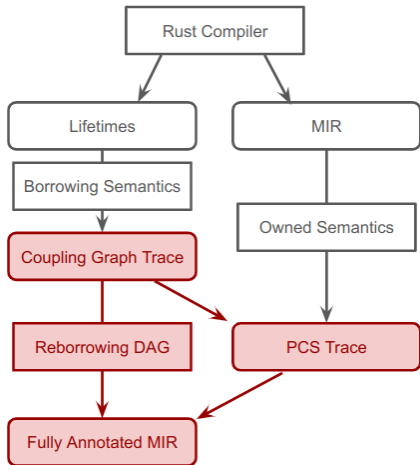 Rust Compiler
Lifetimes
MIR
Borrowing Semantics
Owned Semantics
Coupling Graph Trace
Reborrowing DAG
PCS Trace
Fully Annotated MIR